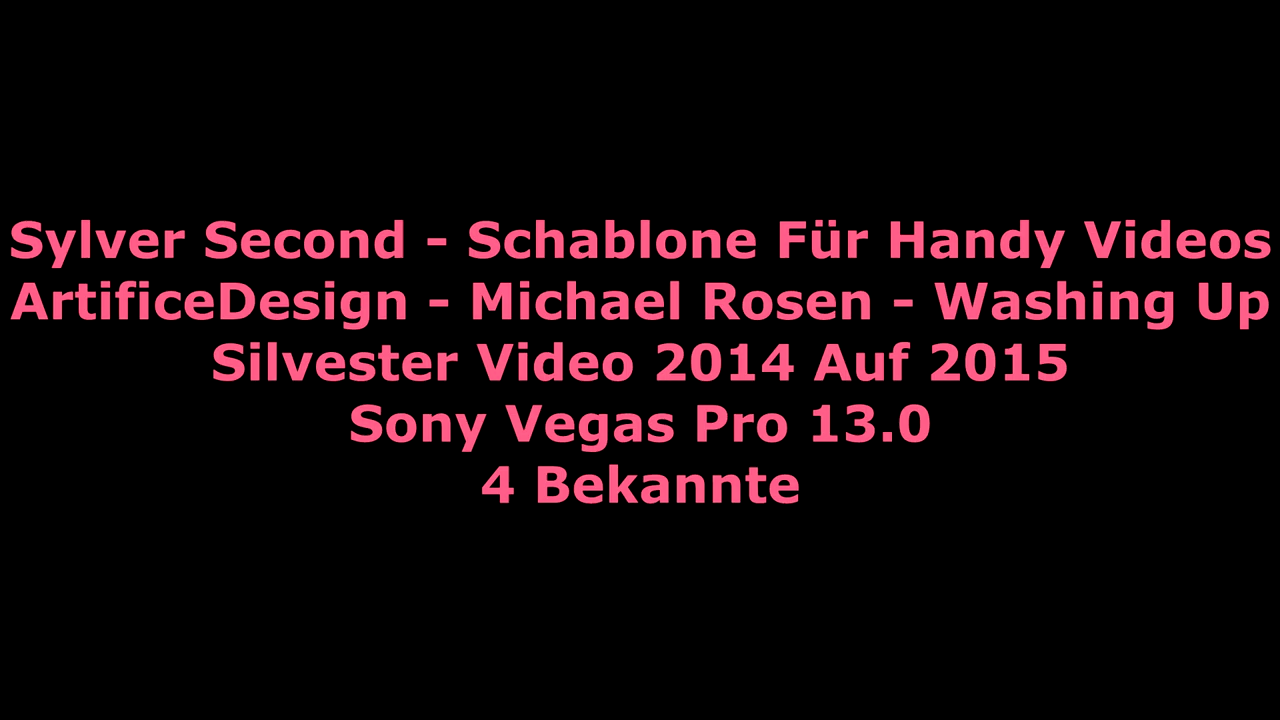 Sylver Second - Schablone Für Handy Videos
ArtificeDesign - Michael Rosen - Washing Up
Silvester Video 2014 Auf 2015
Sony Vegas Pro 13.0
4 Bekannte